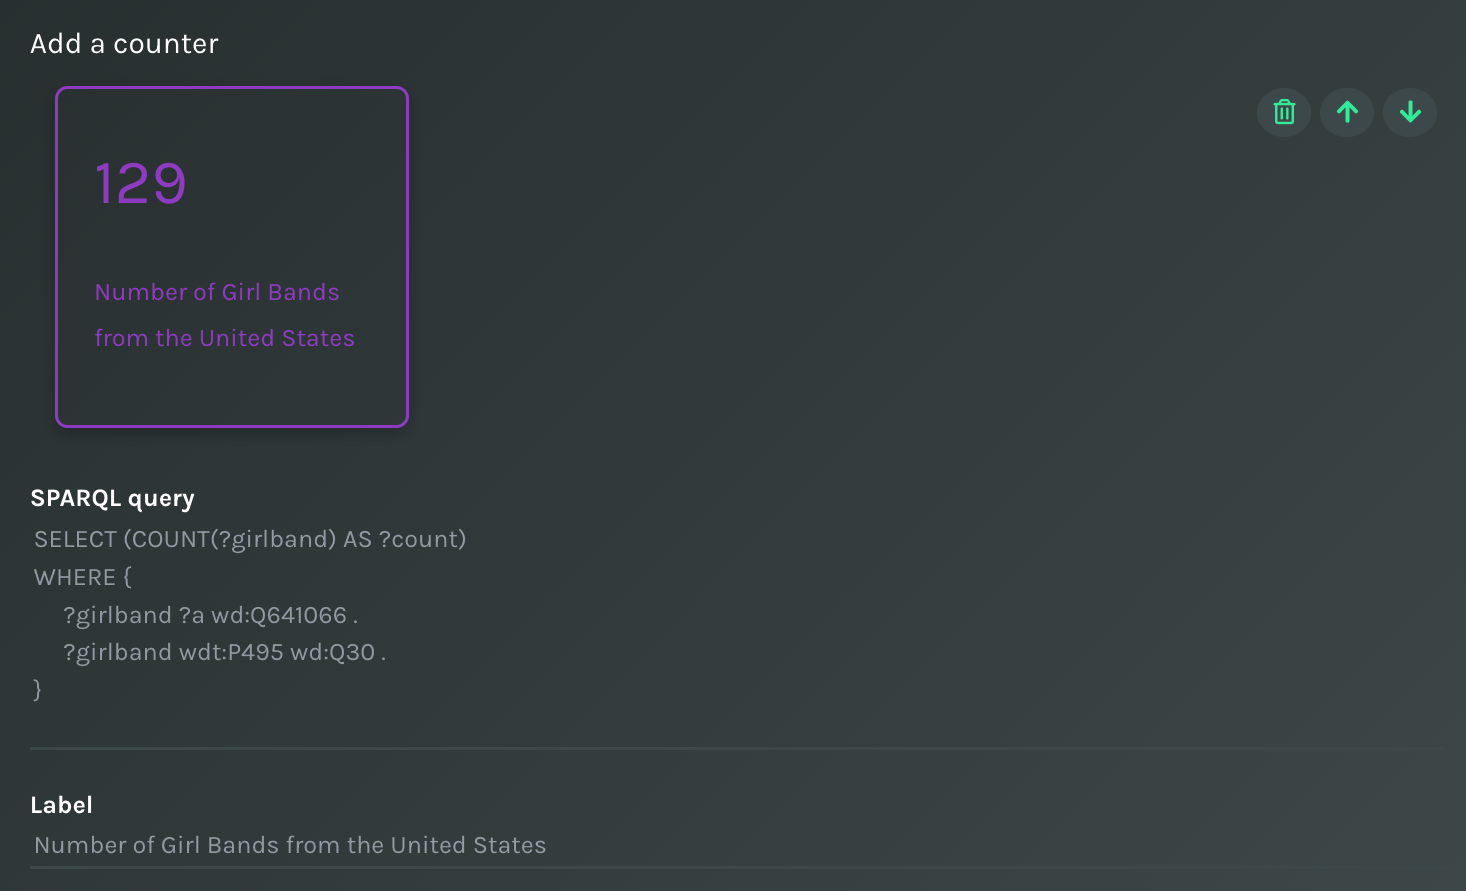 Add a counter
129
Number of Girl Bands
from the United States
SPARQL query
SELECT (COUNT(?girlband) AS ?count)
WHERE {
?girlband ?a wd:Q641066 .
?girlband wdt:P495 wd:Q30 .
}
Label
Number of Girl Bands from the United States